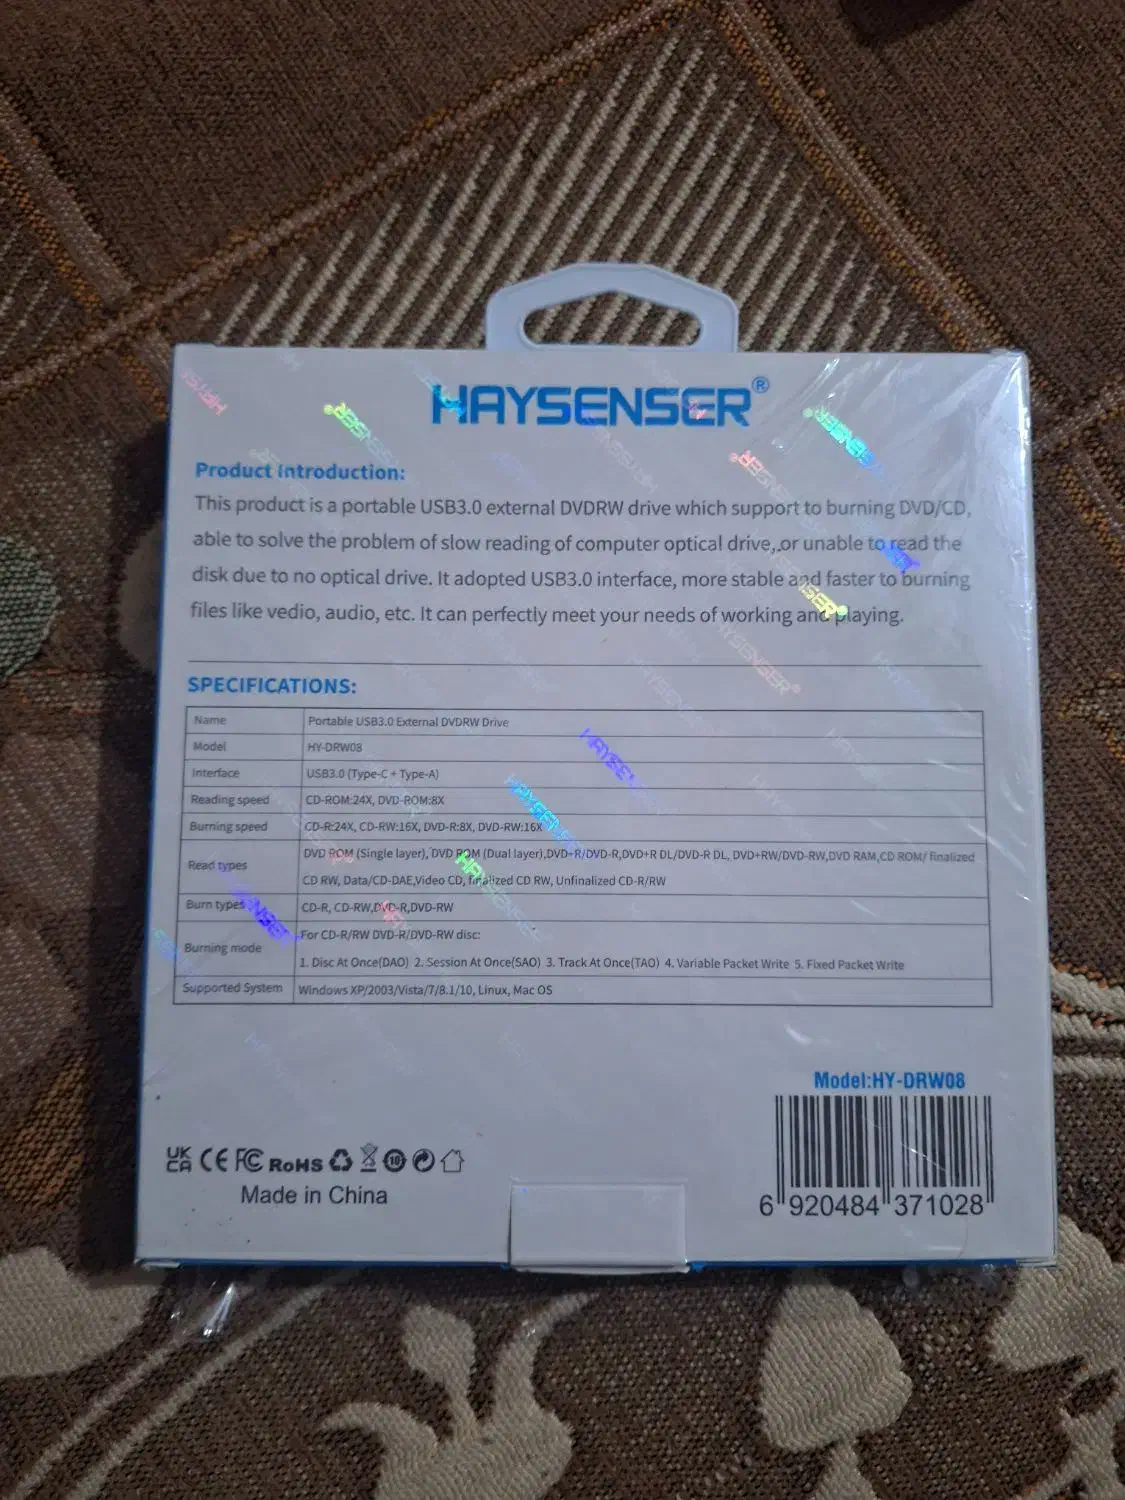 HAYSENSER®
Product Introduction:
This product is a portable USB3.0 external DVDRW drive which support to burning DVD/CD,
able to solve the problem of slow reading of computer optical drive,,or unable to read the
disk due to no optical drive. It adopted USB3.0 interface, more stable and faster to burning
files like vedio, audio, etc. It can perfectly meet your needs of working and playing.
SPECIFICATIONS:
Name Portable USB3.0 External DVDRW Drive
Model HY-DRW08
Interface USB3.0 (Type-C + Type-A)
Reading speed CD-ROM:24X, DVD-ROM:8X
Burning speed CD-R:24X, CD-RW:16X, DVD-R:8X, DVD-RW:16X
Read types DVD ROM (Single layer), DVD ROM (Dual layer),DVD+R/DVD-R,DVD+R DL/DVD-R DL, DVD+RW/DVD-RW,DVD RAM,CD ROM/ finalized
CD RW, Data/CD-DAE,Video CD, finalized CD RW, Unfinalized CD-R/RW
Burn types CD-R, CD-RW,DVD-R,DVD-RW
Burning mode For CD-R/RW DVD-R/DVD-RW disc:
1. Disc At Once(DAO) 2. Session At Once(SAO) 3. Track At Once(TAO) 4. Variable Packet Write 5. Fixed Packet Write
Supported System Windows XP/2003/Vista/7/8.1/10, Linux, Mac OS
Model:HY-DRW08
UK CA CE FC RoHS 10
Made in China
6 920484 371028